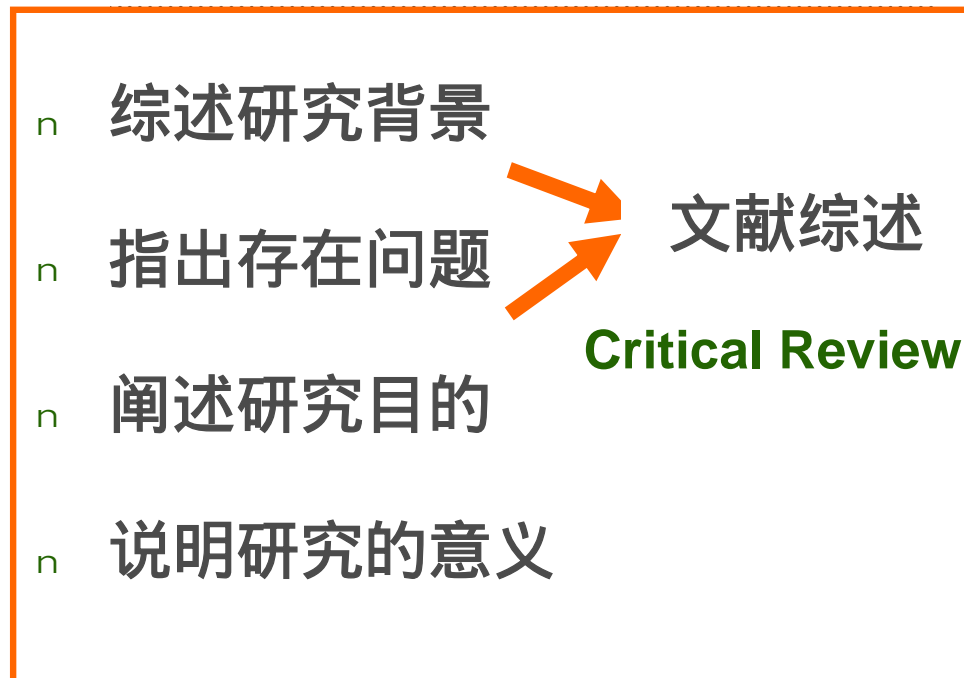 n 综述研究背景
n 指出存在问题
文献综述
Critical Review
n 阐述研究目的
n 说明研究的意义